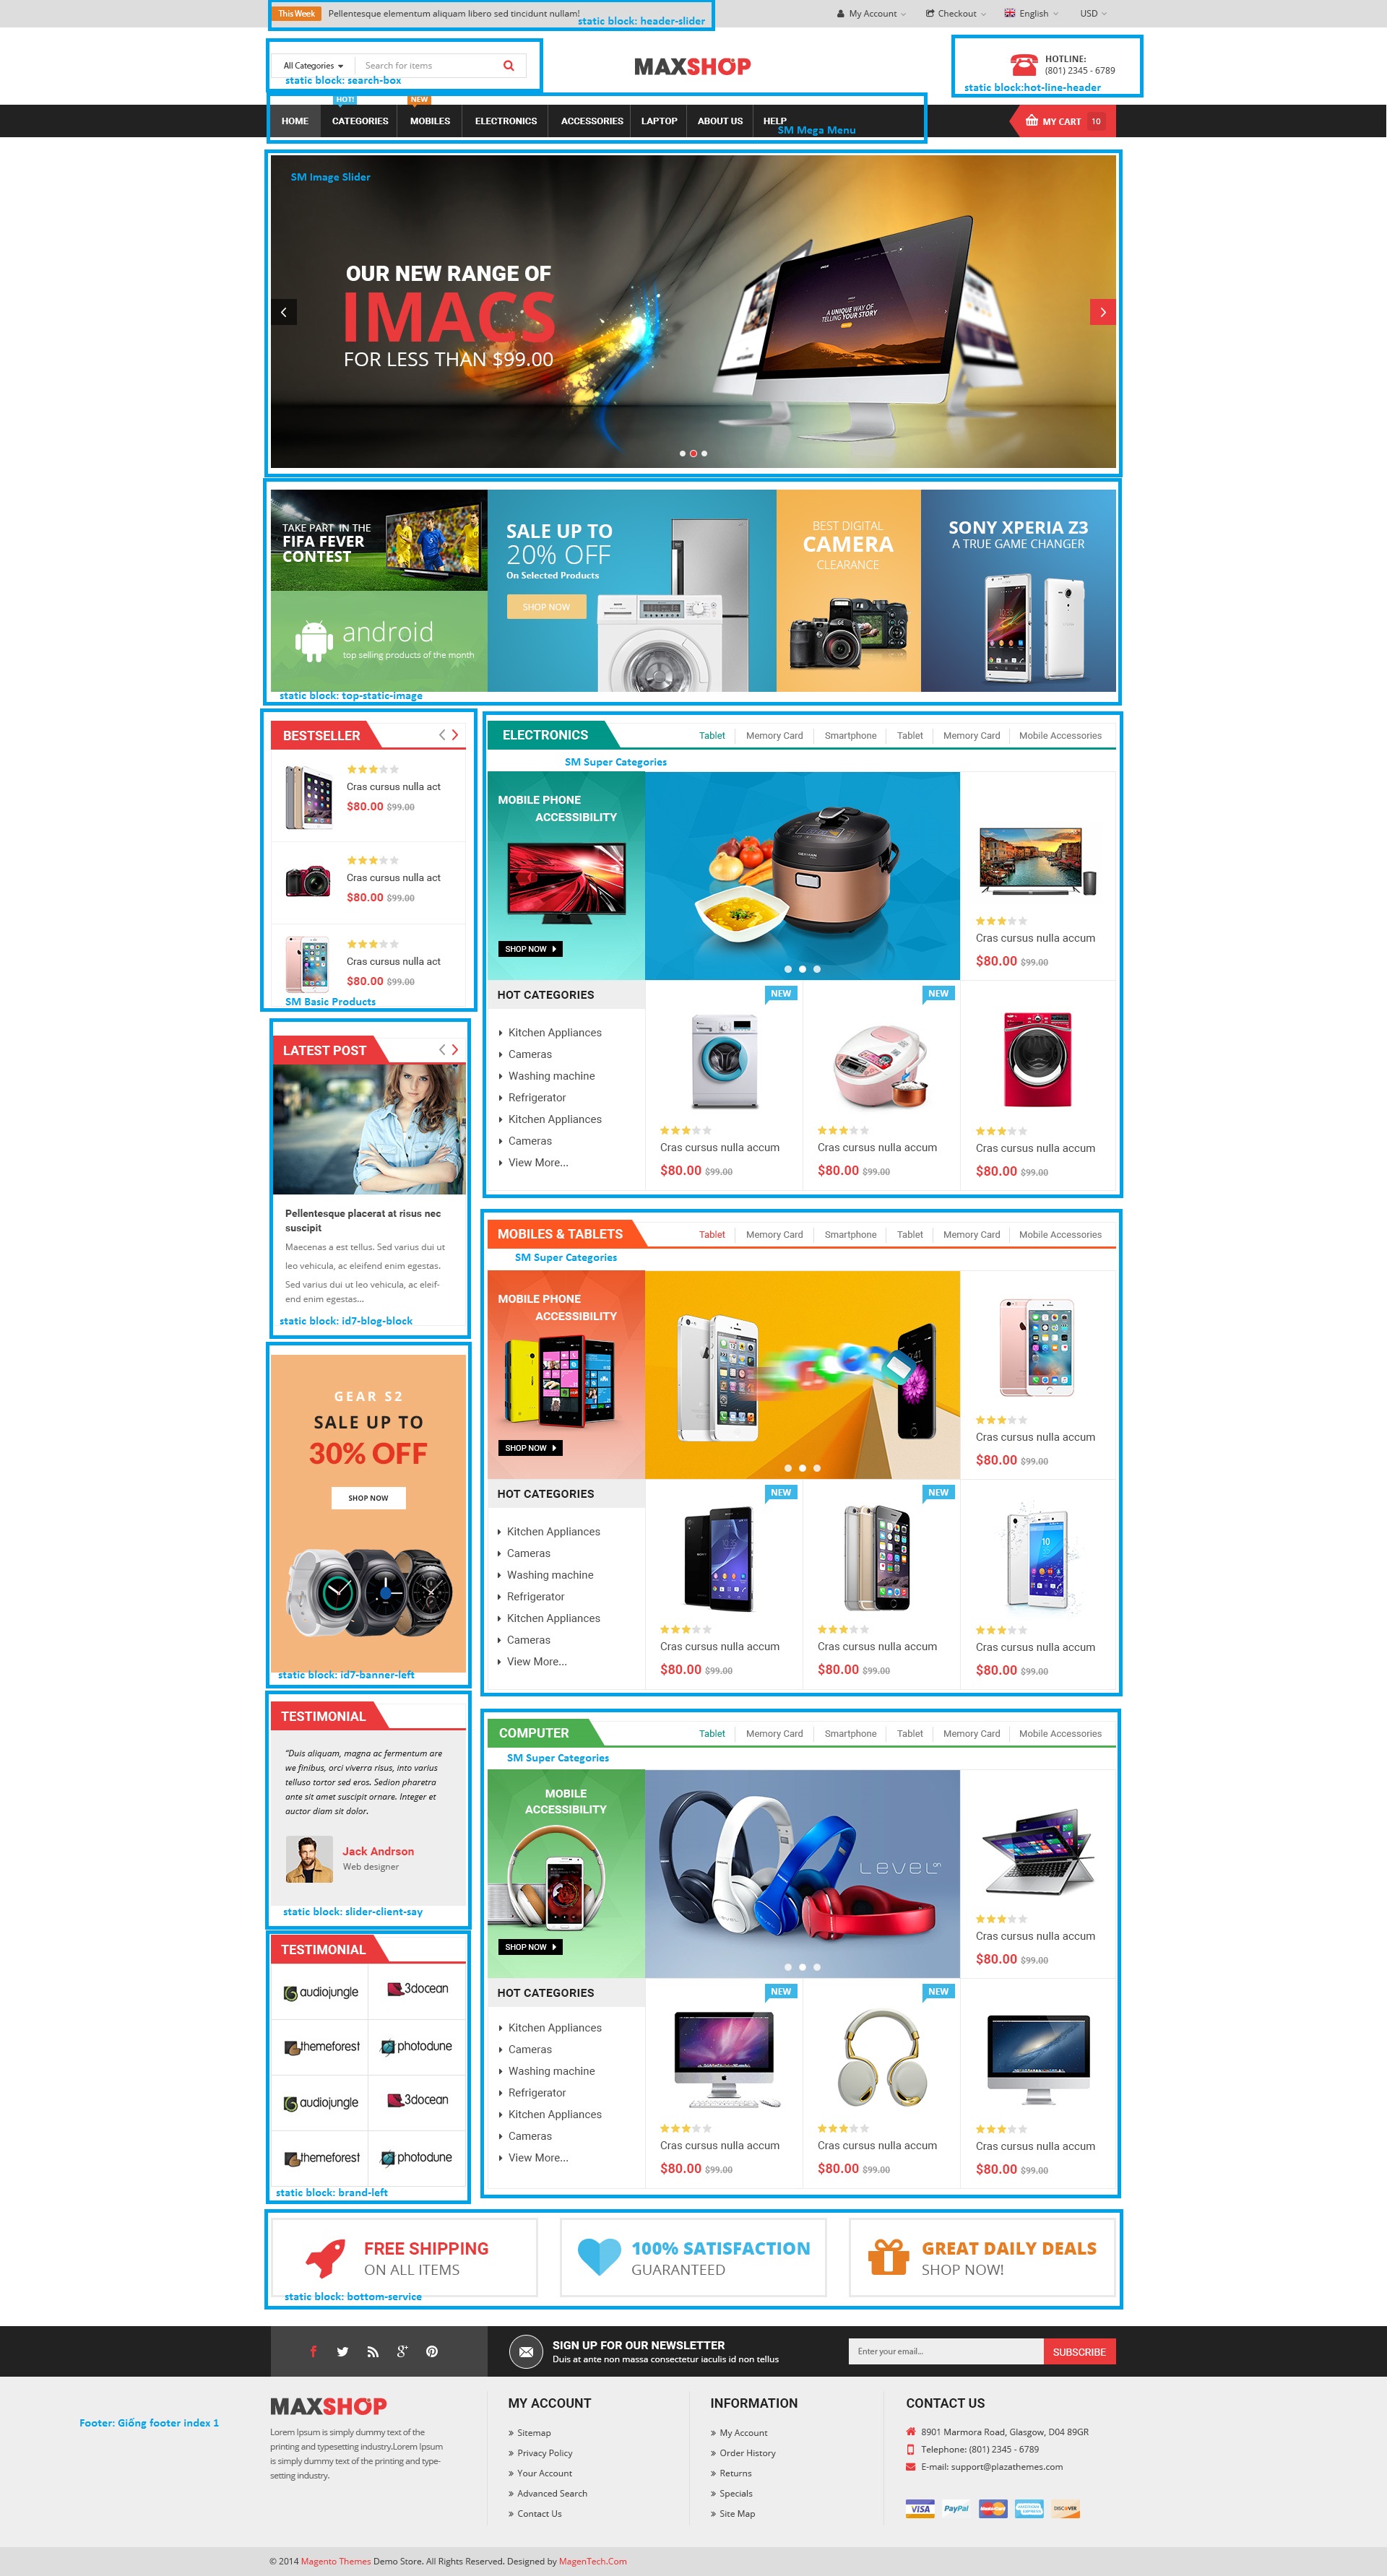 This Week Pellentesque elementum aliquam libero sed tincidunt nullam!
static block: header-slider
My Account Checkout English USD
All Categories Search for items
static block: search-box
MAXSHOP
HOTLINE:
(801) 2345 - 6789
static block:hot-line-header
HOT! NEW
HOME CATEGORIES MOBILES ELECTRONICS ACCESSORIES LAPTOP ABOUT US HELP
SM Mega Menu
MY CART 10
SM Image Slider
OUR NEW RANGE OF
IMACS
FOR LESS THAN $99.00
A UNIQUE WAY OF
TELLING YOUR STORY
TAKE PART IN THE
FIFA FEVER
CONTEST
android
top selling products of the month
SALE UP TO
20% OFF
On Selected Products
SHOP NOW
BEST DIGITAL
CAMERA
CLEARANCE
SONY XPERIA Z3
A TRUE GAME CHANGER
static block: top-static-image
BESTSELLER
Cras cursus nulla act
$80.00 $99.00
Cras cursus nulla act
$80.00 $99.00
Cras cursus nulla act
$80.00 $99.00
SM Basic Products
LATEST POST
Pellentesque placerat at risus nec
suscipit
Maecenas a est tellus. Sed varius dui ut
leo vehicula, ac eleifend enim egestas.
Sed varius dui ut leo vehicula, ac eleif-
end enim egestas...
static block: id7-blog-block
GEAR S2
SALE UP TO
30% OFF
SHOP NOW
static block: id7-banner-left
TESTIMONIAL
"Duis aliquam, magna ac fermentum are
we finibus, orci viverra risus, into varius
telluso tortor sed eros. Sedion pharetra
ante sit amet suscipit ornare. Integer et
auctor diam sit dolor.
Jack Andrson
Web designer
static block: slider-client-say
TESTIMONIAL
audiojungle 3docean
themeforest photodune
audiojungle 3docean
themeforest photodune
static block: brand-left
ELECTRONICS
Tablet Memory Card Smartphone Tablet Memory Card Mobile Accessories
SM Super Categories
MOBILE PHONE
ACCESSIBILITY
SHOP NOW
Cras cursus nulla accum
$80.00 $99.00
HOT CATEGORIES
Kitchen Appliances
Cameras
Washing machine
Refrigerator
Kitchen Appliances
Cameras
View More...
NEW
Cras cursus nulla accum
$80.00 $99.00
NEW
Cras cursus nulla accum
$80.00 $99.00
Cras cursus nulla accum
$80.00 $99.00
MOBILES & TABLETS
Tablet Memory Card Smartphone Tablet Memory Card Mobile Accessories
SM Super Categories
MOBILE PHONE
ACCESSIBILITY
SHOP NOW
Cras cursus nulla accum
$80.00 $99.00
HOT CATEGORIES
Kitchen Appliances
Cameras
Washing machine
Refrigerator
Kitchen Appliances
Cameras
View More...
NEW
Cras cursus nulla accum
$80.00 $99.00
NEW
Cras cursus nulla accum
$80.00 $99.00
Cras cursus nulla accum
$80.00 $99.00
COMPUTER
Tablet Memory Card Smartphone Tablet Memory Card Mobile Accessories
SM Super Categories
MOBILE
ACCESSIBILITY
SHOP NOW
LEVEL on
Cras cursus nulla accum
$80.00 $99.00
HOT CATEGORIES
Kitchen Appliances
Cameras
Washing machine
Refrigerator
Kitchen Appliances
Cameras
View More...
NEW
Cras cursus nulla accum
$80.00 $99.00
NEW
Cras cursus nulla accum
$80.00 $99.00
Cras cursus nulla accum
$80.00 $99.00
FREE SHIPPING
ON ALL ITEMS
100% SATISFACTION
GUARANTEED
GREAT DAILY DEALS
SHOP NOW!
static block: bottom-service
SIGN UP FOR OUR NEWSLETTER
Duis at ante non massa consectetur iaculis id non tellus
Enter your email... SUBSCRIBE
Footer: Giống footer index 1
MAXSHOP
Lorem Ipsum is simply dummy text of the
printing and typesetting industry.Lorem Ipsum
is simply dummy text of the printing and type-
setting industry.
MY ACCOUNT
Sitemap
Privacy Policy
Your Account
Advanced Search
Contact Us
INFORMATION
My Account
Order History
Returns
Specials
Site Map
CONTACT US
8901 Marmora Road, Glasgow, D04 89GR
Telephone: (801) 2345 - 6789
E-mail: support@plazathemes.com
VISA PayPal MasterCard AMERICAN EXPRESS DISCOVER
© 2014 Magento Themes Demo Store. All Rights Reserved. Designed by MagenTech.Com